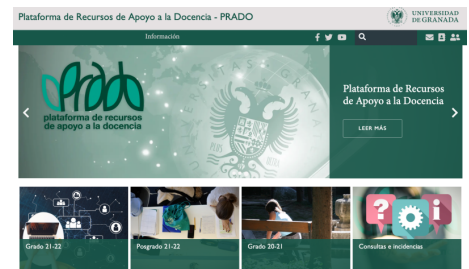 Plataforma de Recursos de Apoyo a la Docencia - PRADO
UNIVERSIDAD
DE GRANADA
Información
Prado
plataforma de recursos
de apoyo a la docencia
Plataforma de Recursos
de Apoyo a la Docencia
LEER MÁS
Grado 21-22
Posgrado 21-22
Grado 20-21
Consultas e incidencias